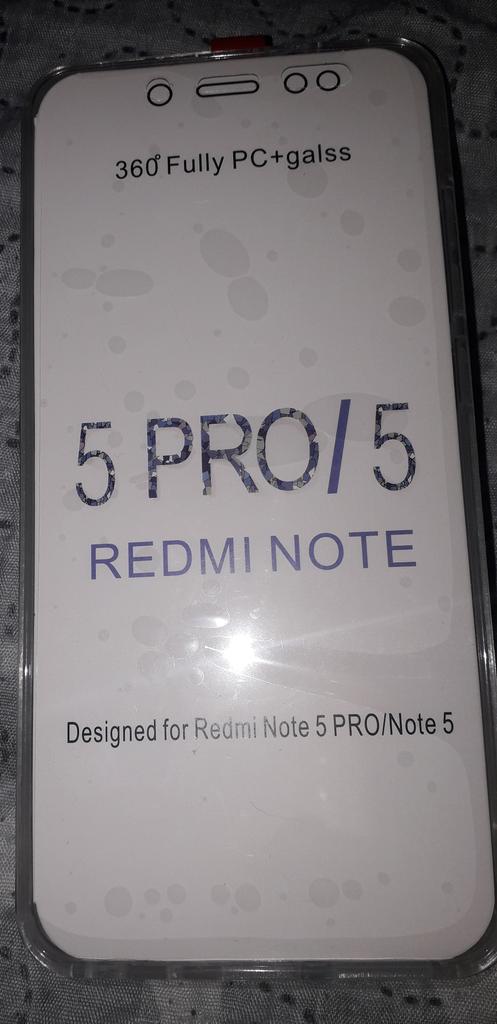 360° Fully PC+galss
5 PRO/5
REDMI NOTE
Designed for Redmi Note 5 PRO/Note 5